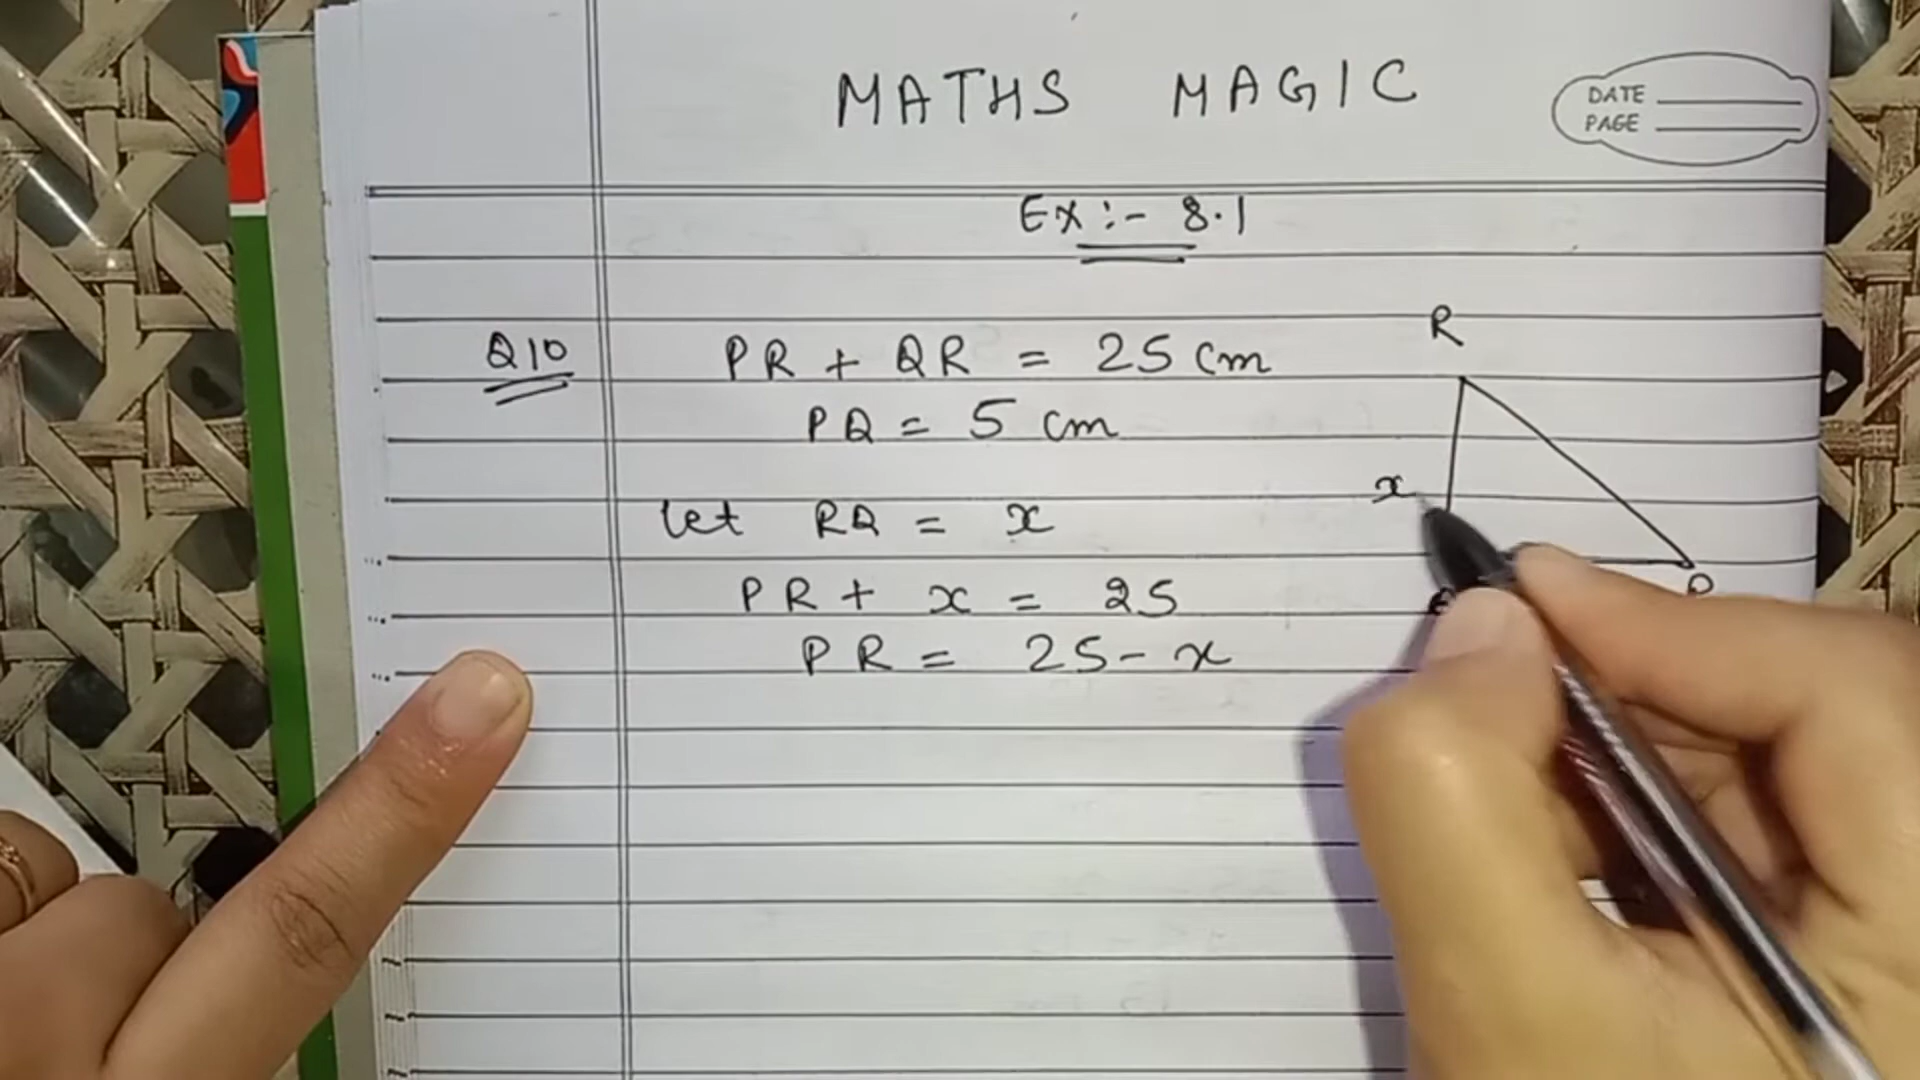 MATHS MAGIC
DATE
PAGE
Ex :- 8.1
Q10 PR + QR = 25 cm
PQ = 5 cm
let RQ = x
PR + x = 25
PR = 25 - x
R
x
P